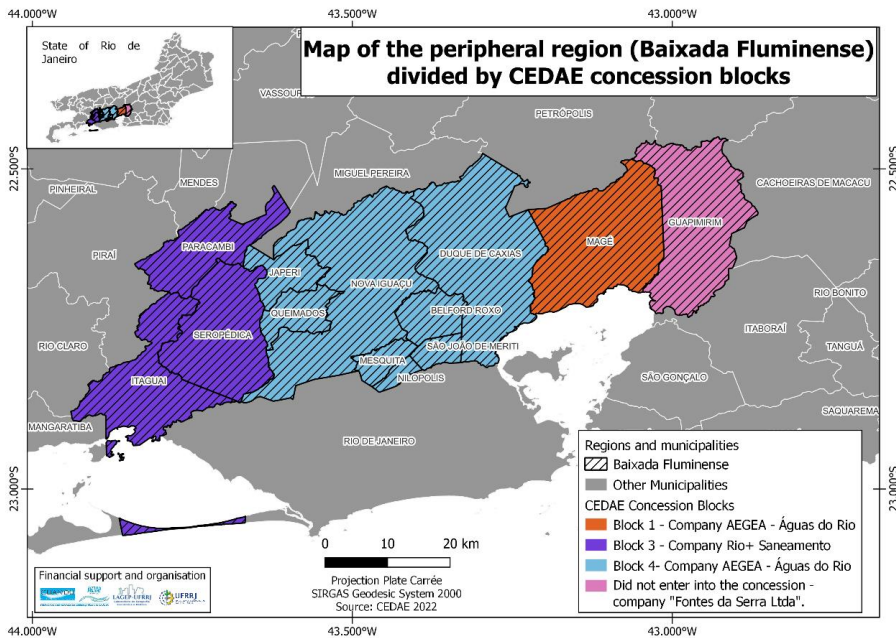 44.000°W 43.500°W 43.000°W
State of Rio de
Janeiro
Map of the peripheral region (Baixada Fluminense)
divided by CEDAE concession blocks
VASSOUR
PETRÓPOLIS
22.500°S 22.500°S
MIGUEL PEREIRA
MENDES
PINHEIRAL
CACHOEIRAS DE MACACU
GUAPIMIRIM
MAGÉ
PARACAMBI
DUQUE DE CAXIAS
PIRAÍ
JAPERI
NOVA IGUAÇU
RIO BONITO
BELFORD ROXO
QUEIMADOS
ITABORAÍ
SEROPÉDICA
RIO CLARO
SÃO JOÃO DE MERITI
TANGUÁ
MESQUITA
NILOPOLIS
SÃO GONÇALO
ITAGUAI
SAQUAREMA
MANGARATIBA
RIO DE JANEIRO
23.000°S 23.000°S
Regions and municipalities
Baixada Fluminense
Other Municipalities
CEDAE Concession Blocks
Block 1 - Company AEGEA - Águas do Rio
Block 3 - Company Rio+ Saneamento
Block 4- Company AEGEA - Águas do Rio
Did not enter into the concession -
company "Fontes da Serra Ltda".
0 10 20 km
Projection Plate Carrée
SIRGAS Geodesic System 2000
Source: CEDAE 2022
Financial support and organisation
LAGEP-UFRRJ
UFRRJ
44.000°W 43.500°W 43.000°W